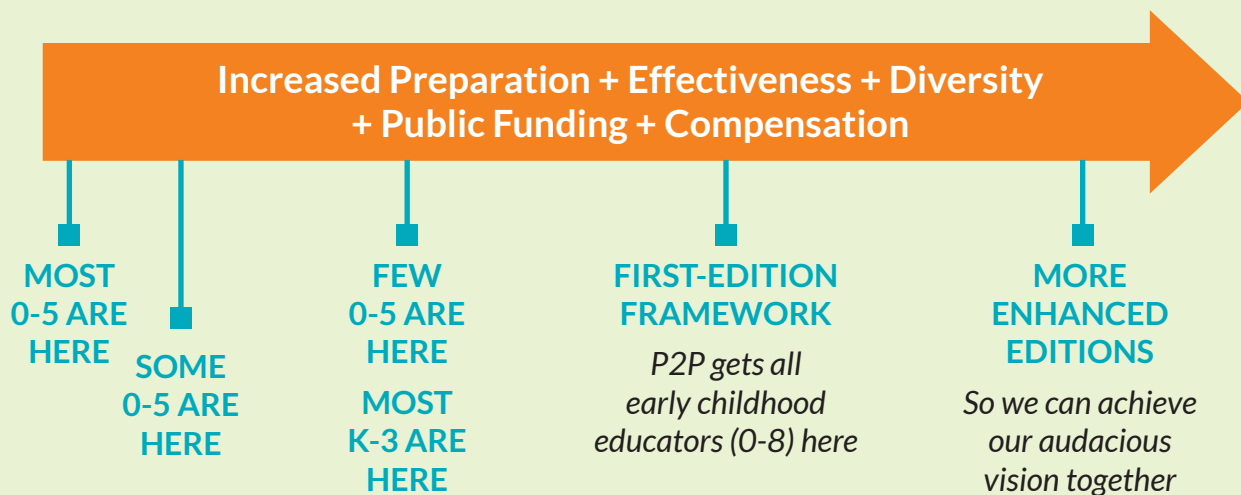 Increased Preparation + Effectiveness + Diversity
+ Public Funding + Compensation
MOST
0-5 ARE
HERE
SOME
0-5 ARE
HERE
FEW
0-5 ARE
HERE
MOST
K-3 ARE
HERE
FIRST-EDITION
FRAMEWORK
P2P gets all
early childhood
educators (0-8) here
MORE
ENHANCED
EDITIONS
So we can achieve
our audacious
vision together